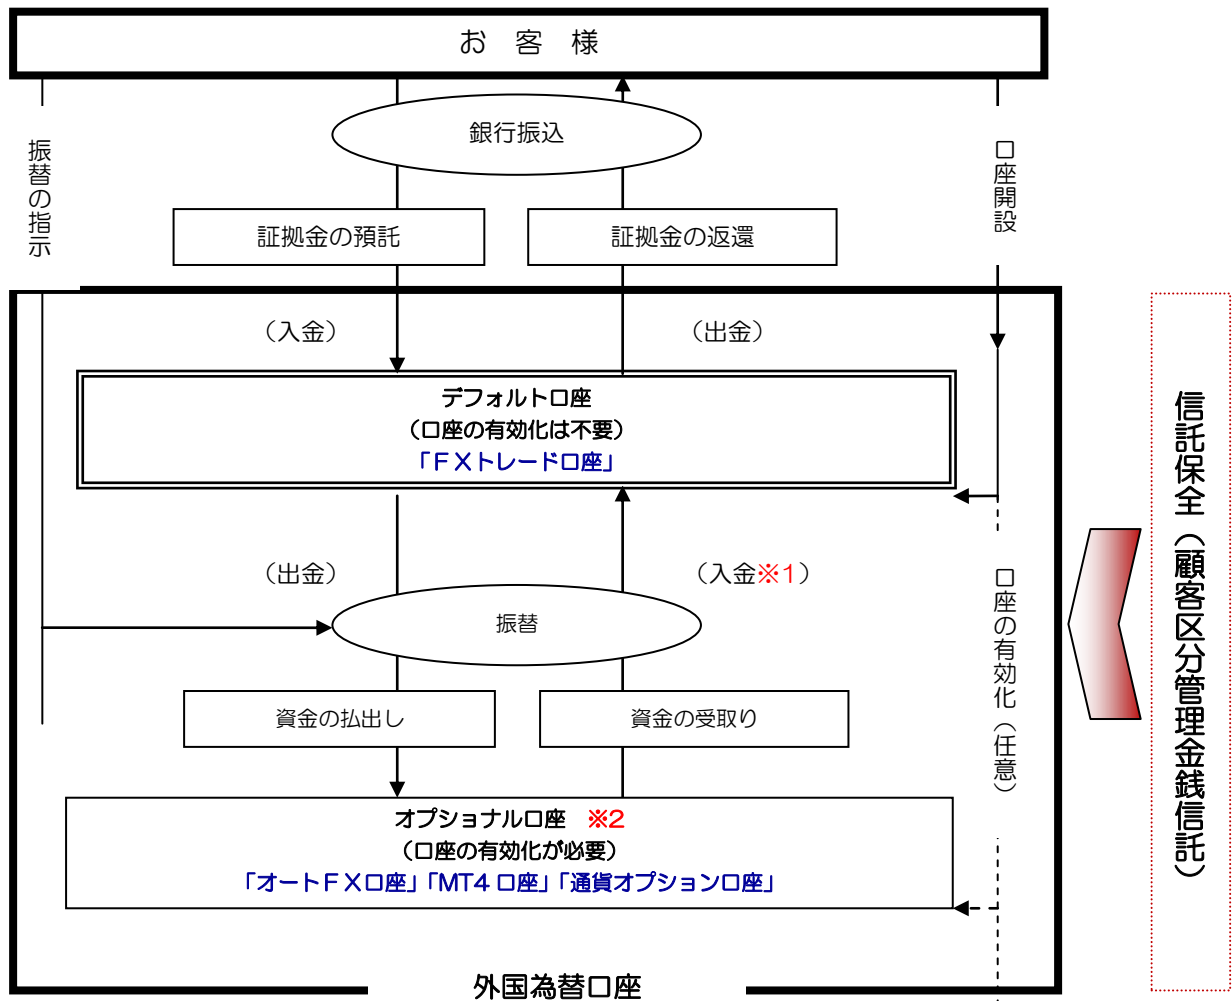 お 客 様
銀行振込
振替の指示
口座開設
証拠金の預託
証拠金の返還
（入金）
（出金）
デフォルト口座
（口座の有効化は不要）
「ＦＸトレード口座」
（出金）
（入金※1）
振替
口座の有効化（任意）
資金の払出し
資金の受取り
オプショナル口座 ※2
（口座の有効化が必要）
「オートＦＸ口座」「MT4 口座」「通貨オプション口座」
外国為替口座
信託保全（顧客区分管理金銭信託）